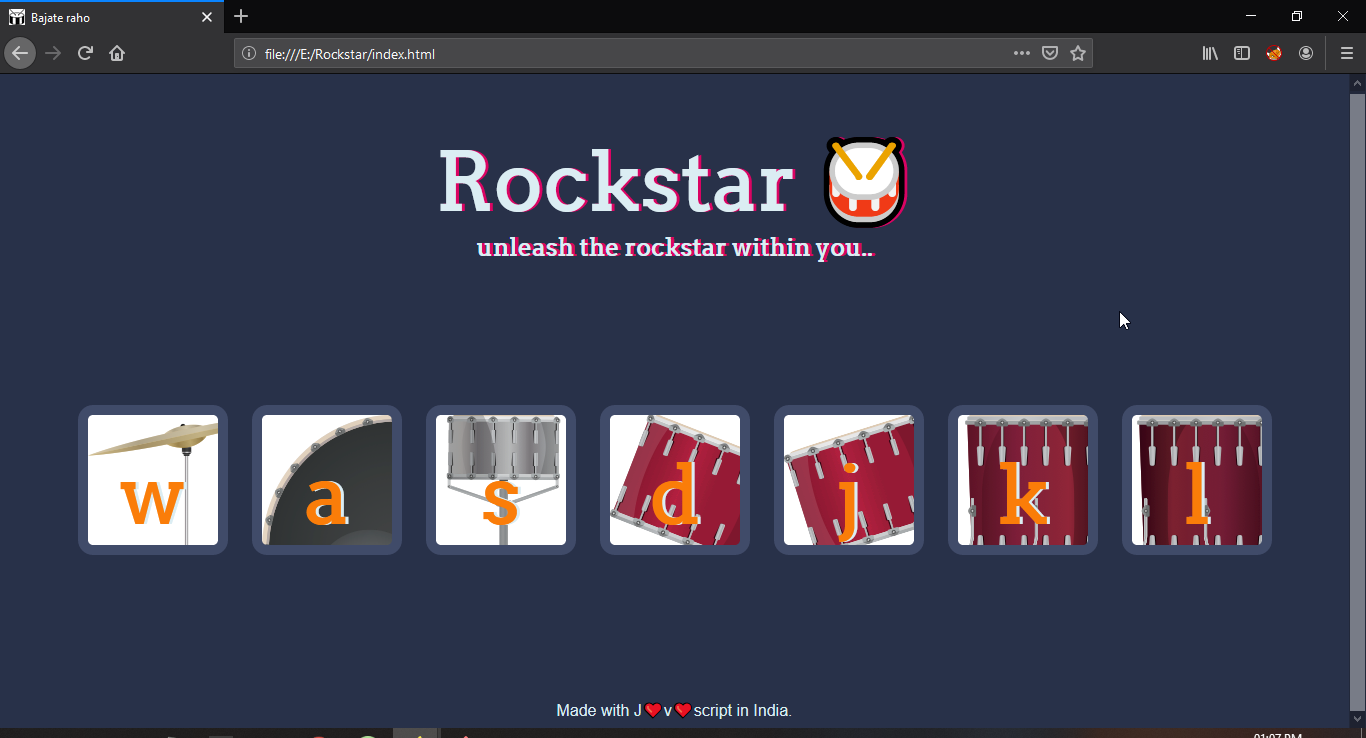 Bajate raho
file:///E:/Rockstar/index.html
Rockstar 🥁
unleash the rockstar within you..
w a s d j k l
Made with J❤v❤script in India.